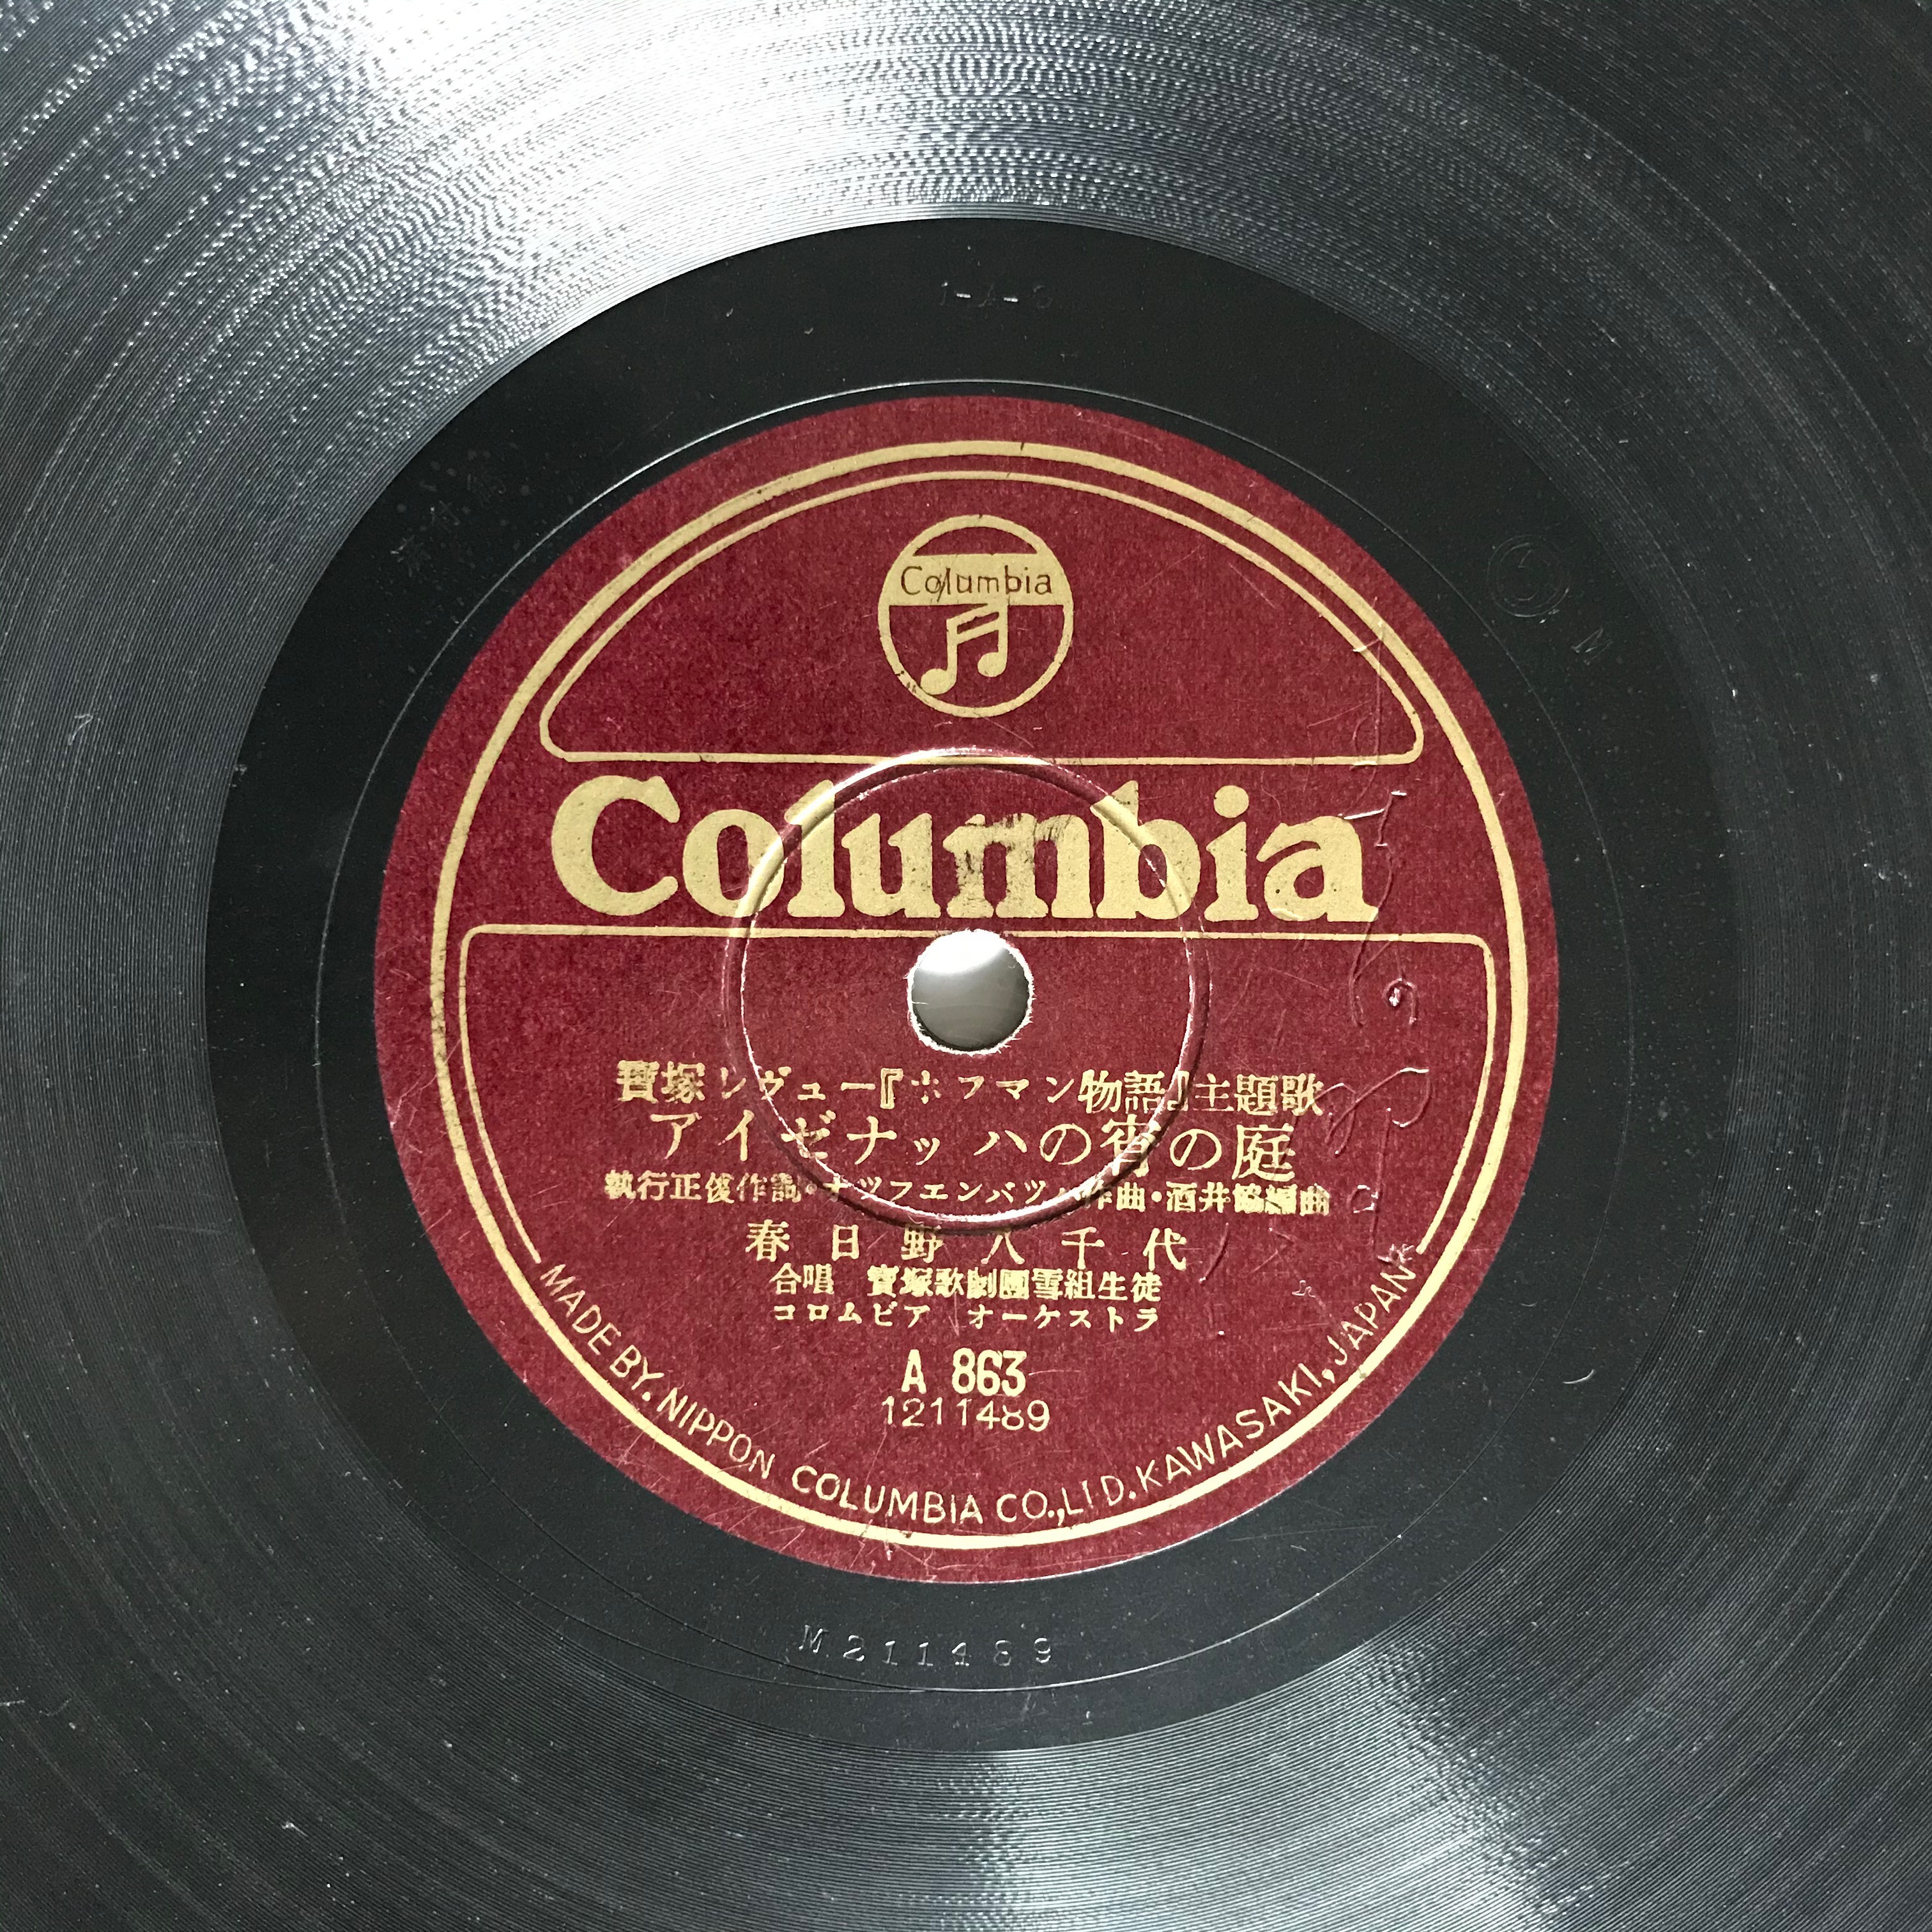 Columbia
Columbia
寳塚レヴュー『ホフマン物語』主題歌
アイゼナッハの宵の庭
執行正俊作詞・オッフエンバッハ作曲・酒井協編曲
春日野八千代
合唱 寳塚歌劇團雪組生徒
コロムビア オーケストラ
A 863
1211489
MADE BY. NIPPON COLUMBIA CO., LTD. KAWASAKI, JAPAN
M211489